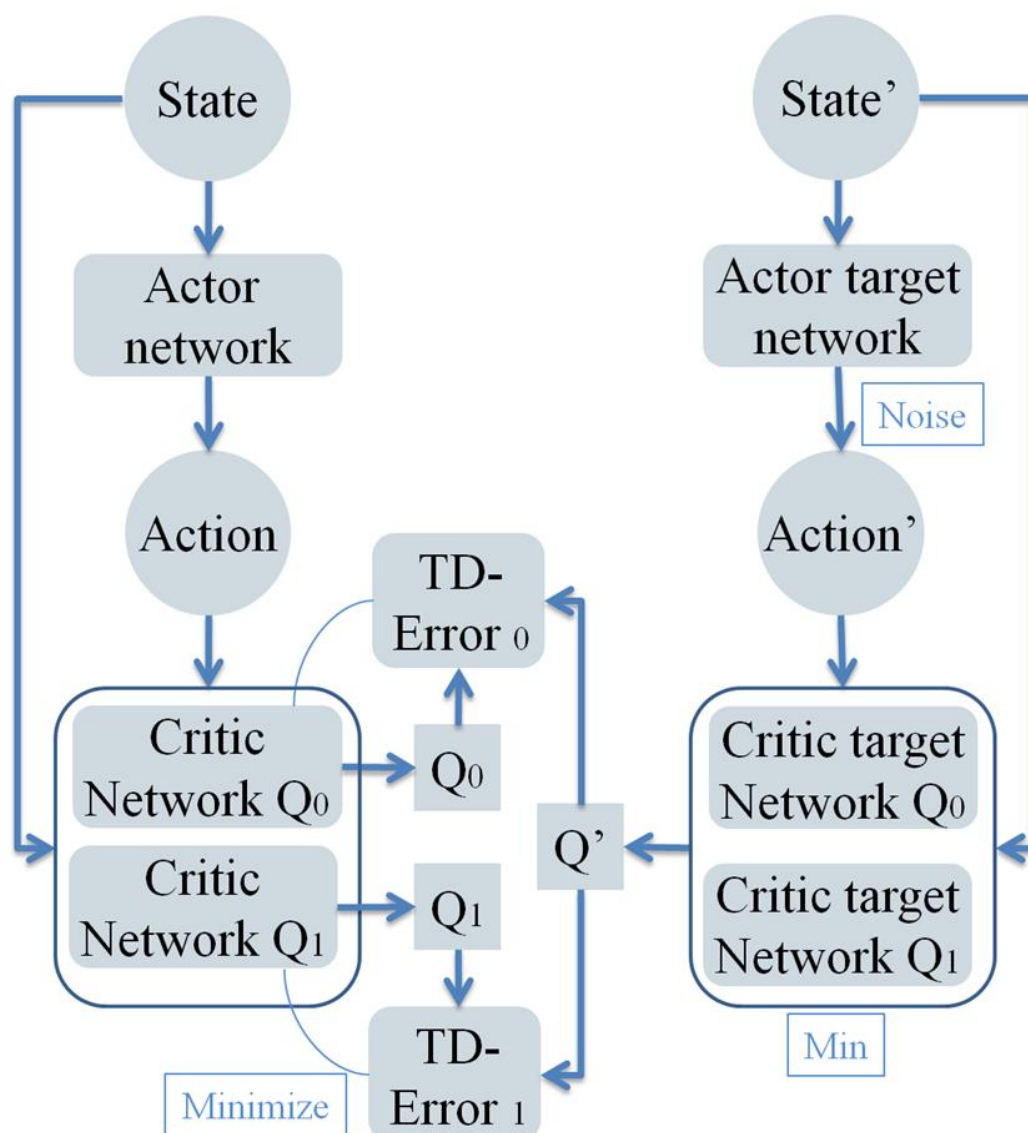 State
State’
Actor
network
Actor target
network
Noise
Action
Action’
TD-
Error 0
Critic
Network Q0
Q0
Critic target
Network Q0
Q’
Critic
Network Q1
Q1
Critic target
Network Q1
TD-
Error 1
Min
Minimize